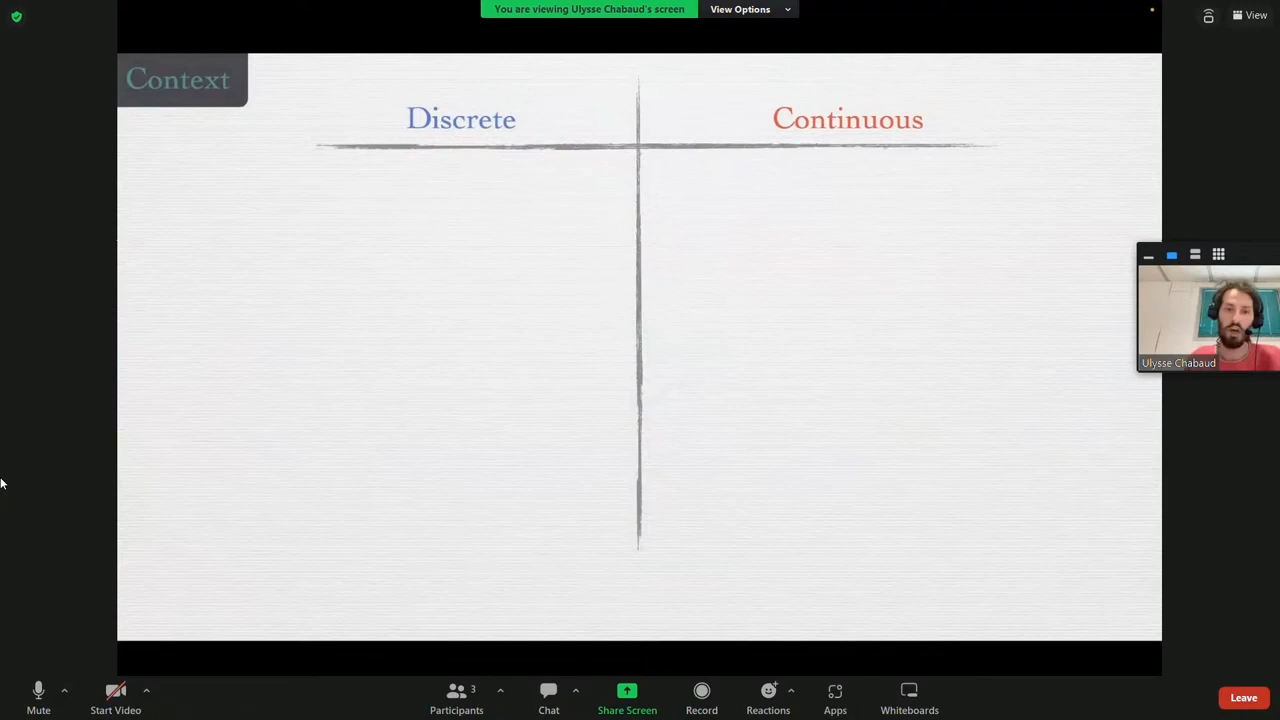 You are viewing Ulysse Chabaud's screen
View Options
View
Context
Discrete
Continuous
Ulysse Chabaud
Mute
Start Video
3
Participants
Chat
Share Screen
Record
Reactions
Apps
Whiteboards
Leave